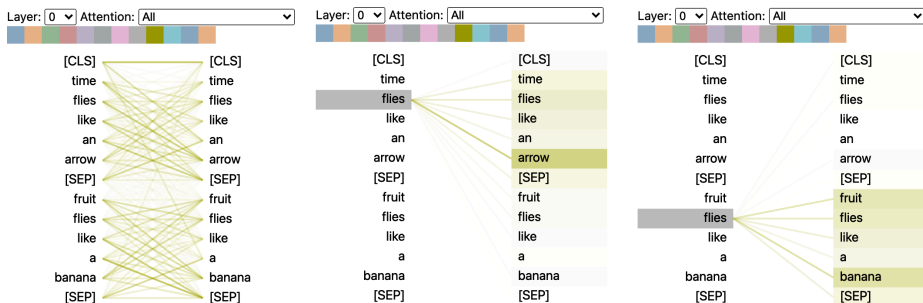 Layer: 0 Attention: All
[CLS] [CLS]
time time
flies flies
like like
an an
arrow arrow
[SEP] [SEP]
fruit fruit
flies flies
like like
a a
banana banana
[SEP] [SEP]
Layer: 0 Attention: All
[CLS] [CLS]
time time
flies flies
like like
an an
arrow arrow
[SEP] [SEP]
fruit fruit
flies flies
like like
a a
banana banana
[SEP] [SEP]
Layer: 0 Attention: All
[CLS] [CLS]
time time
flies flies
like like
an an
arrow arrow
[SEP] [SEP]
fruit fruit
flies flies
like like
a a
banana banana
[SEP] [SEP]